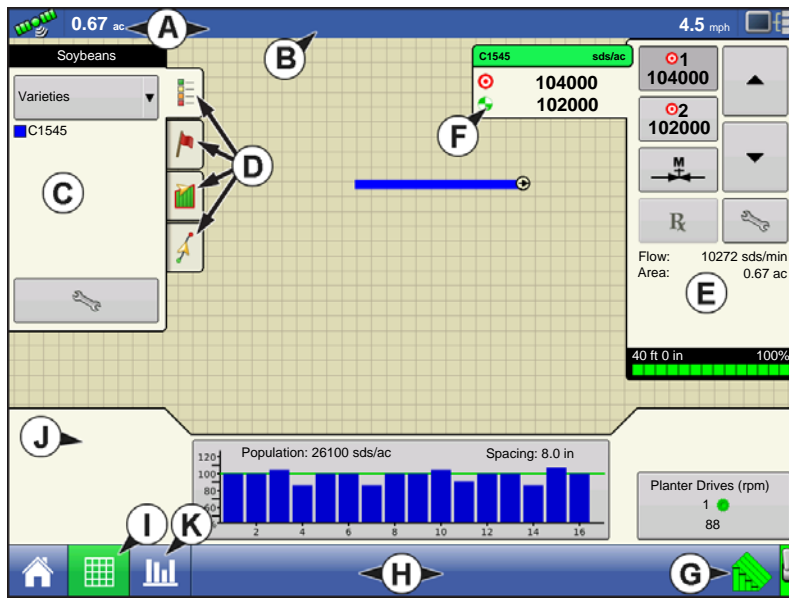 0.67 ac
A
4.5 mph
B
Soybeans
Varieties
C1545
C
D
C1545 sds/ac
104000
102000
F
1
104000
2
102000
M
Rx
Flow: 10272 sds/min
Area: 0.67 ac
E
40 ft 0 in 100%
J
Population: 26100 sds/ac Spacing: 8.0 in
120
100
80
60
2 4 6 8 10 12 14 16
Planter Drives (rpm)
1
88
I
K
H
G